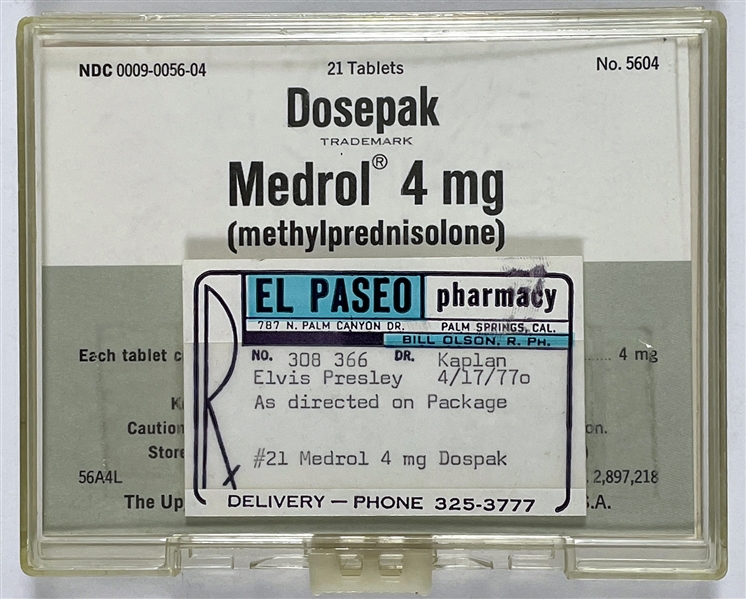 NDC 0009-0056-04 21 Tablets No. 5604
Dosepak
TRADEMARK
Medrol® 4 mg
(methylprednisolone)
EL PASEO pharmacy
787 N. PALM CANYON DR. PALM SPRINGS, CAL.
BILL OLSON, R. PH.
NO. 308 366 DR. Kaplan
Elvis Presley 4/17/77o
As directed on Package
#21 Medrol 4 mg Dospak
DELIVERY — PHONE 325-3777
Rx
Each tablet 4 mg
Caution
Store
56A4L 2,897,218
The